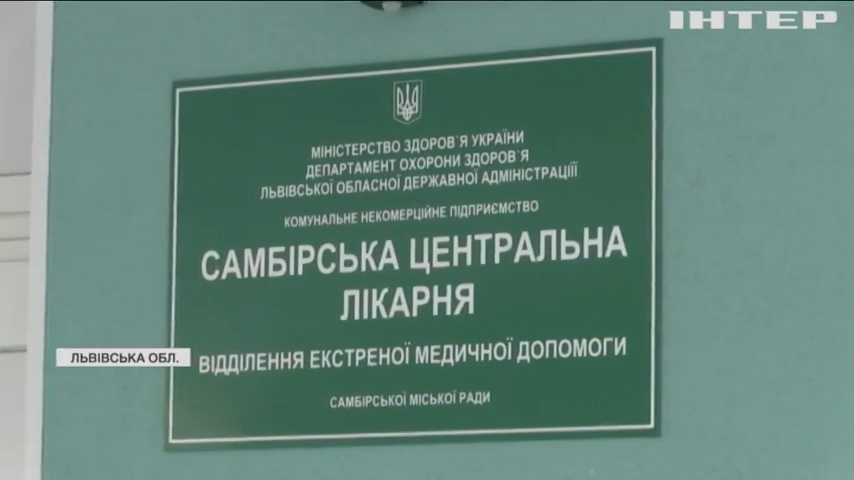 ІНТЕР
МІНІСТЕРСТВО ЗДОРОВ`Я УКРАЇНИ
ДЕПАРТАМЕНТ ОХОРОНИ ЗДОРОВ`Я
ЛЬВІВСЬКОЇ ОБЛАСНОЇ ДЕРЖАВНОЇ АДМІНІСТРАЦІЇЇ
КОМУНАЛЬНЕ НЕКОМЕРЦІЙНЕ ПІДПРИЄМСТВО
САМБІРСЬКА ЦЕНТРАЛЬНА
ЛІКАРНЯ
ЛЬВІВСЬКА ОБЛ.
ВІДДІЛЕННЯ ЕКСТРЕНОЇ МЕДИЧНОЇ ДОПОМОГИ
САМБІРСЬКОЇ МІСЬКОЇ РАДИ